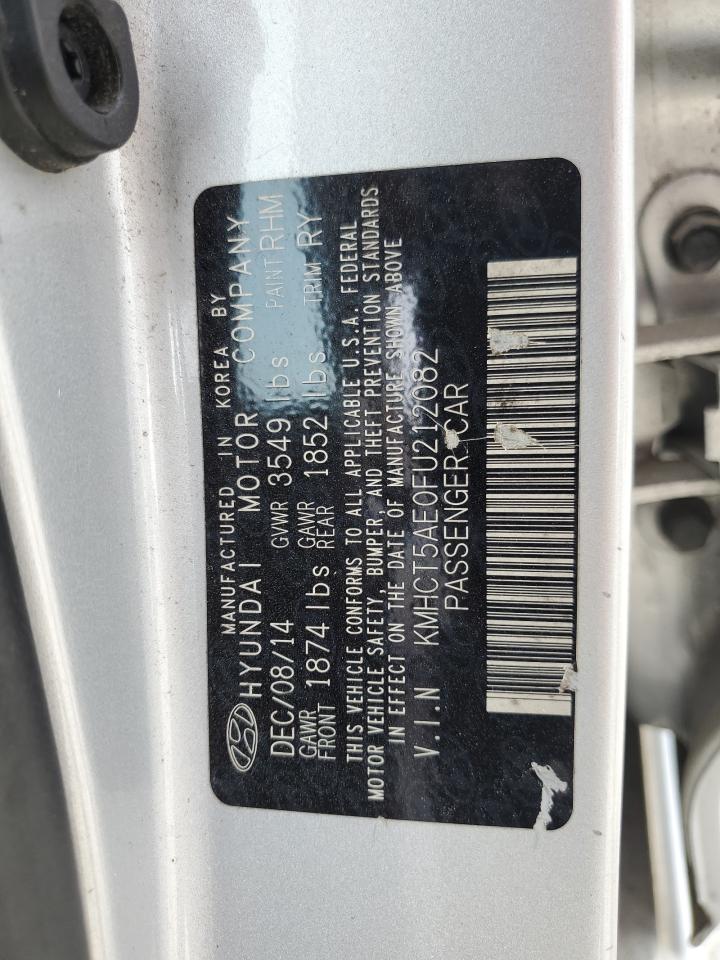 MANUFACTURED IN KOREA BY
HYUNDAI MOTOR COMPANY
DEC/08/14 GVWR 3549 lbs PANT RHM
GAWR FRONT 1874 lbs GAWR REAR 1852 lbs TRIM RY
THIS VEHICLE CONFORMS TO ALL APPLICABLE U.S.A. FEDERAL
MOTOR VEHICLE SAFETY, BUMPER, AND THEFT PREVENTION STANDARDS
IN EFFECT ON THE DATE OF MANUFACTURE SHOWN ABOVE
V.I.N KMHCT5AE0FU212082
PASSENGER CAR